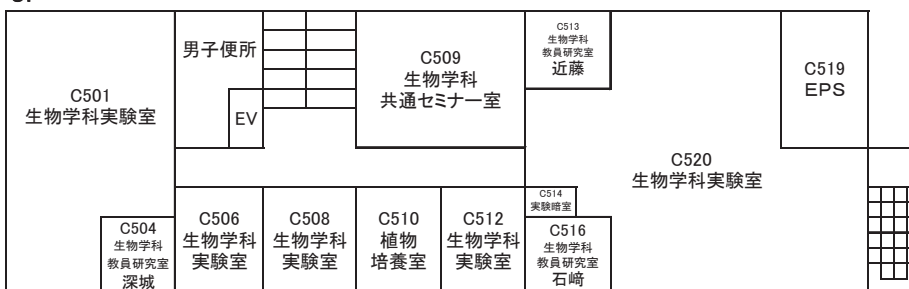 C501
生物学科実験室
男子便所
EV
C509
生物学科
共通セミナー室
C513
生物学科
教員研究室
近藤
C519
EPS
C520
生物学科実験室
C504
生物学科
教員研究室
深城
C506
生物学科
実験室
C508
生物学科
実験室
C510
植物
培養室
C512
生物学科
実験室
C514
実験暗室
C516
生物学科
教員研究室
石﨑